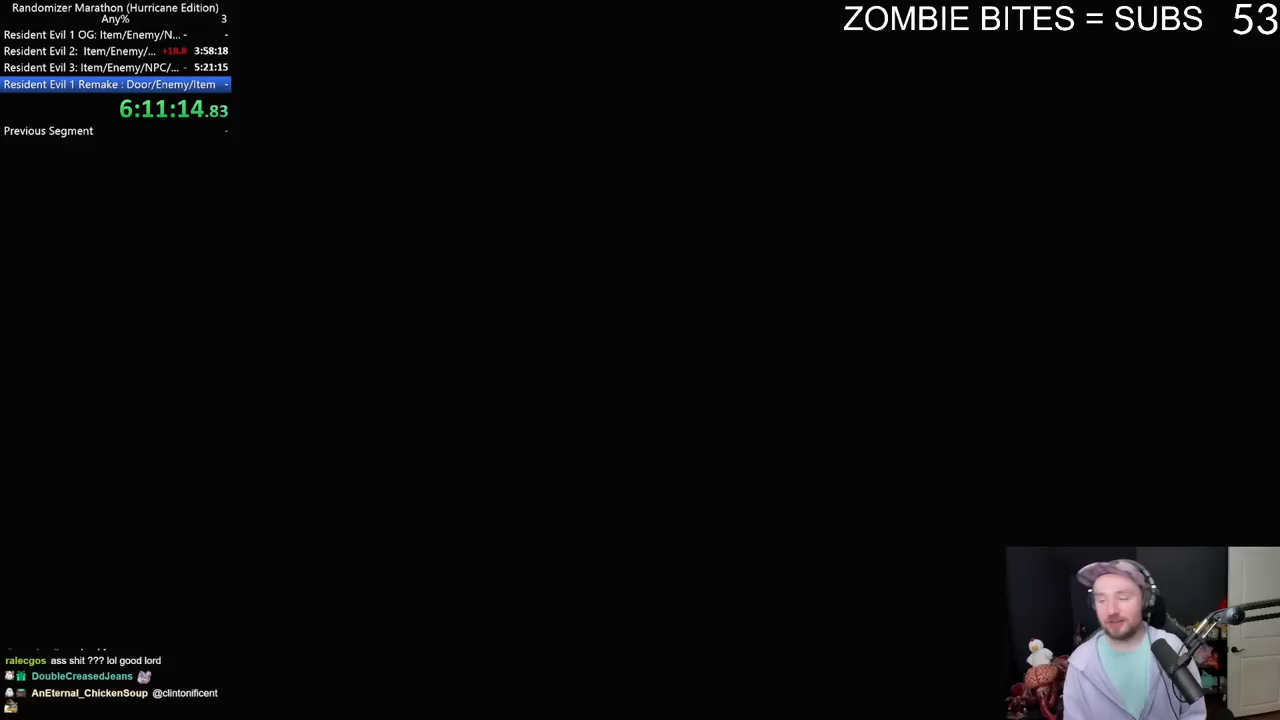 Randomizer Marathon (Hurricane Edition)
Any% 3
Resident Evil 1 OG: Item/Enemy/N... - -
Resident Evil 2: Item/Enemy/... +18.8 3:58:18
Resident Evil 3: Item/Enemy/NPC/... - 5:21:15
Resident Evil 1 Remake : Door/Enemy/Item -
6:11:14.83
Previous Segment -
ZOMBIE BITES = SUBS 53
ralecgos ass shit ??? lol good lord
DoubleCreasedJeans
AnEternal_ChickenSoup @clintonificent